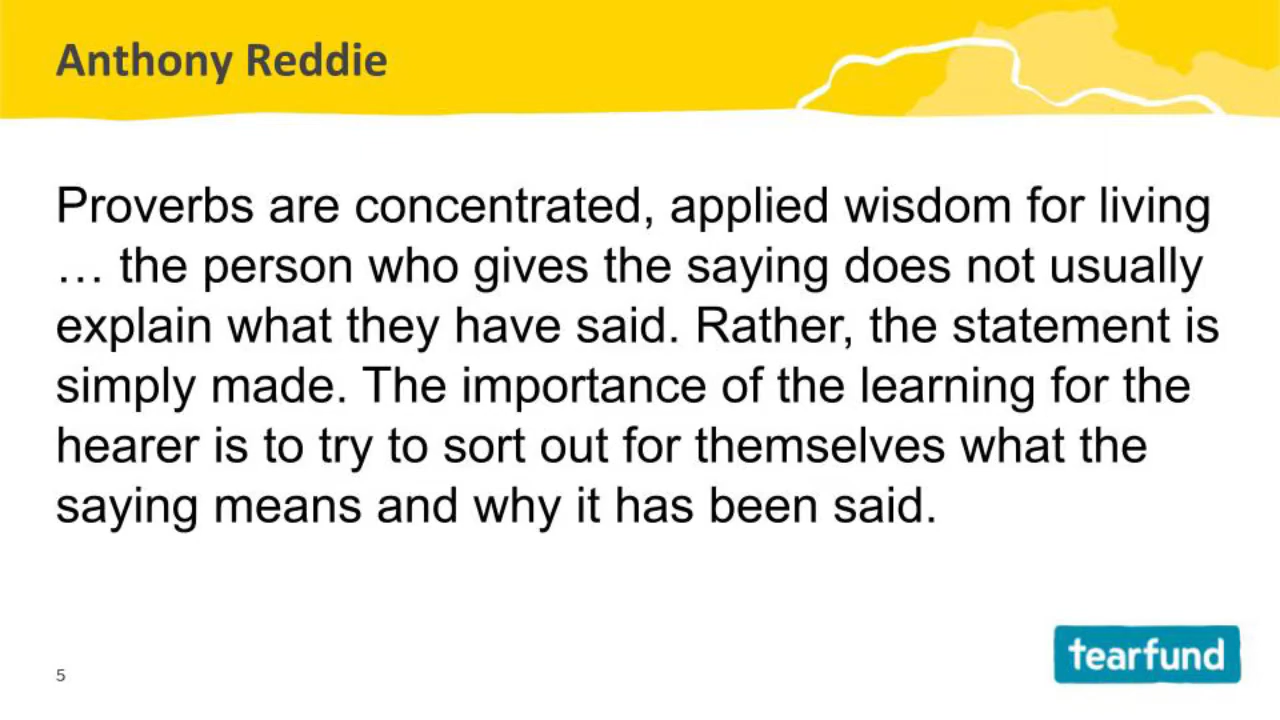 Anthony Reddie
Proverbs are concentrated, applied wisdom for living
… the person who gives the saying does not usually
explain what they have said. Rather, the statement is
simply made. The importance of the learning for the
hearer is to try to sort out for themselves what the
saying means and why it has been said.
5
tearfund